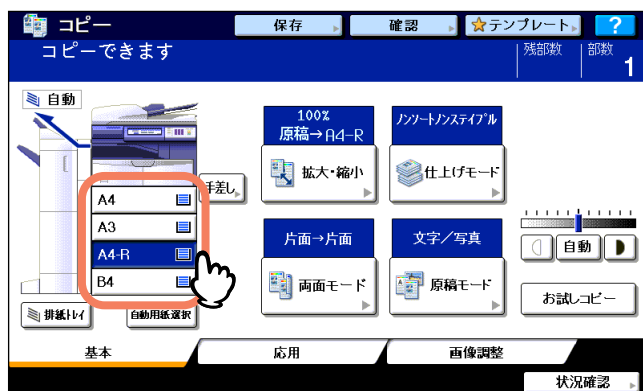 コピー
保存
確認
テンプレート
?
コピーできます
残部数
部数
1
自動
100%
原稿→A4-R
ノンソートノンステイプル
拡大・縮小
仕上げモード
手差し
A4
A3
A4-R
B4
片面→片面
文字／写真
両面モード
原稿モード
自動
お試しコピー
排紙トレイ
自動用紙選択
基本
応用
画像調整
状況確認